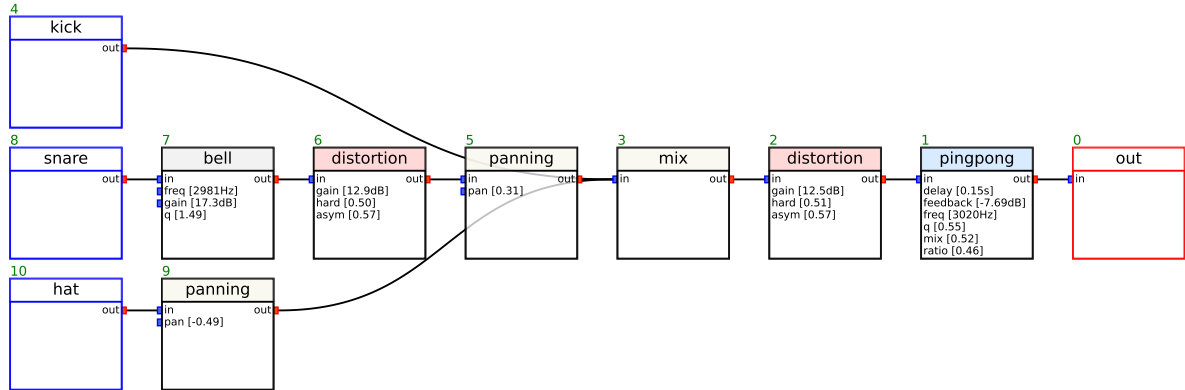 4
kick
out
8
snare
out
7
bell
in out
freq [2981Hz]
gain [17.3dB]
q [1.49]
6
distortion
in out
gain [12.9dB]
hard [0.50]
asym [0.57]
5
panning
in out
pan [0.31]
3
mix
in out
2
distortion
in out
gain [12.5dB]
hard [0.51]
asym [0.57]
1
pingpong
in out
delay [0.15s]
feedback [-7.69dB]
freq [3020Hz]
q [0.55]
mix [0.52]
ratio [0.46]
0
out
in
10
hat
out
9
panning
in out
pan [-0.49]